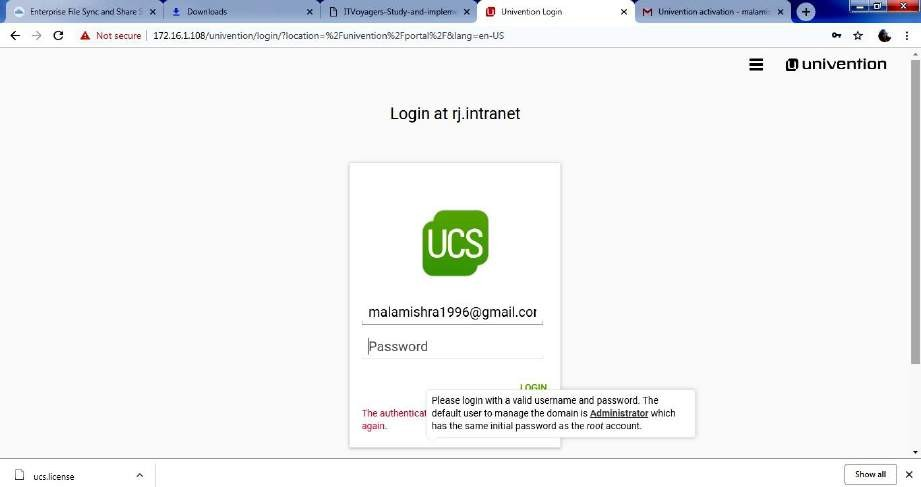 Enterprise File Sync and Share S
Downloads
ITVoyagers-Study-and-implem
Univention Login
Univention activation - malamis
Not secure
172.16.1.108/univention/login/?location=%2Funivention%2Fportal%2F&lang=en-US
univention
Login at rj.intranet
UCS
malamishra1996@gmail.cor
Password
LOGIN
The authenticat
again.
Please login with a valid username and password. The
default user to manage the domain is Administrator which
has the same initial password as the root account.
ucs.license
Show all